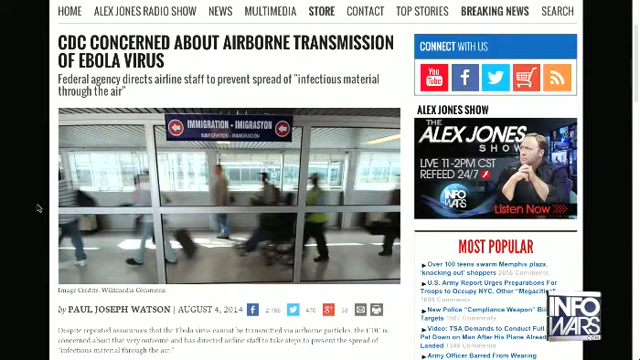 HOME ALEX JONES RADIO SHOW NEWS MULTIMEDIA STORE CONTACT TOP STORIES BREAKING NEWS SEARCH
CDC CONCERNED ABOUT AIRBORNE TRANSMISSION
OF EBOLA VIRUS
Federal agency directs airline staff to prevent spread of "infectious material
through the air"
IMMIGRATION - IMIGRASYON
Image Credits: Wikimedia Commons
by PAUL JOSEPH WATSON | AUGUST 4, 2014
Despite repeated assurances that the Ebola virus cannot be transmitted via airborne particles, the CDC is
concerned about that very outcome and has directed airline staff to take steps to prevent the spread of
"infectious material through the air."
CONNECT WITH US
You
Tube
ALEX JONES SHOW
THE
ALEX JONES
SHOW
LIVE 11-2PM CST
REFEED 24/7
INFO
WARS
Listen Now
MOST POPULAR
Over 100 teens swarm Memphis plaza,
'knocking out' shoppers Comments
U.S. Army Report Urges Preparations For
Troops to Occupy NYC, Other "Megacities"
Comments
New Police "Compliance Weapon"
Targets Comments
Video: TSA Demands to Conduct Full
Pat Down on Man After His Plane Already
Landed Comments
Army Officer Barred From Wearing
INFO
WARS